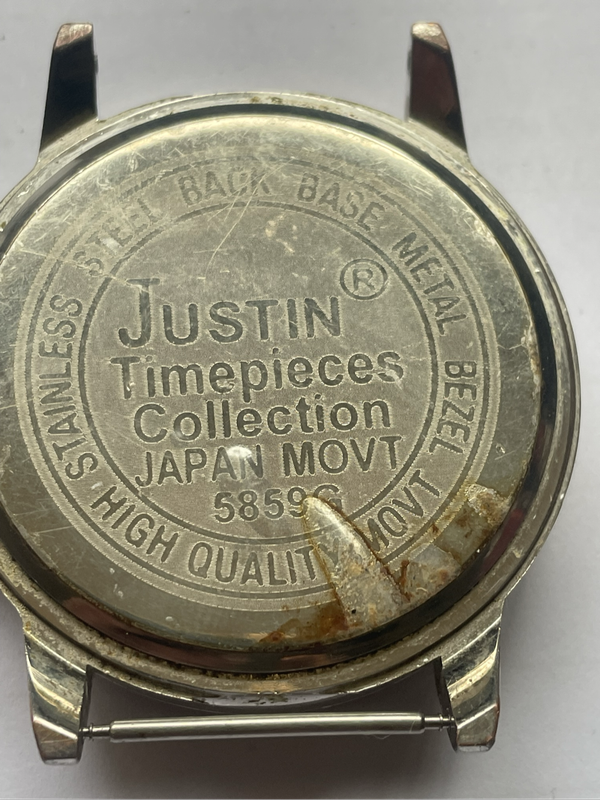 STAINLESS STEEL BACK BASE METAL BEZEL
JUSTIN ®
Timepieces
Collection
JAPAN MOVT
5859G
HIGH QUALITY MOVT